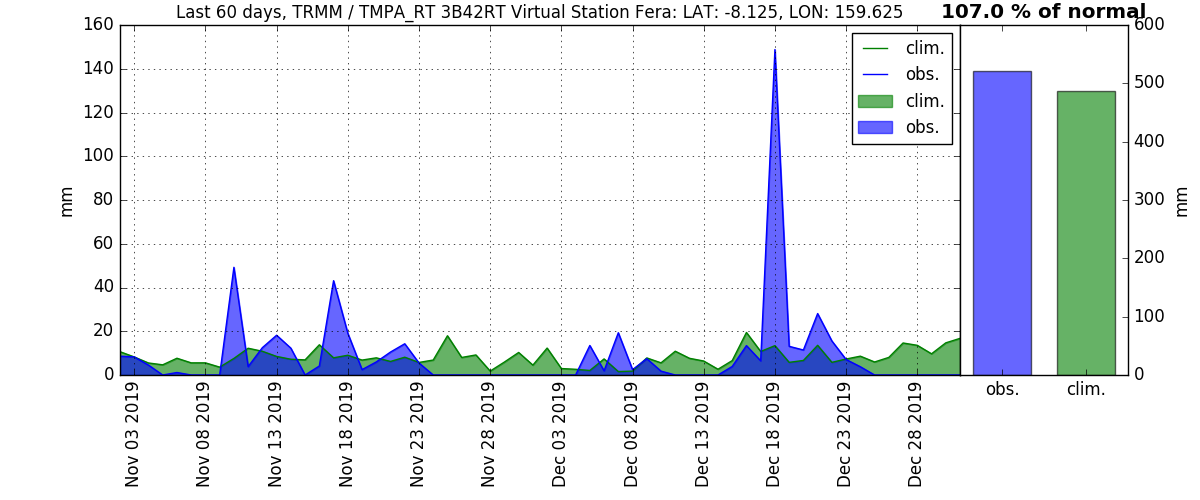 Last 60 days, TRMM / TMPA_RT 3B42RT Virtual Station Fera: LAT: -8.125, LON: 159.625
107.0 % of normal
160
140
120
100
80
60
40
20
0
mm
clim.
obs.
clim.
obs.
Nov 03 2019
Nov 08 2019
Nov 13 2019
Nov 18 2019
Nov 23 2019
Nov 28 2019
Dec 03 2019
Dec 08 2019
Dec 13 2019
Dec 18 2019
Dec 23 2019
Dec 28 2019
600
500
400
300
200
100
0
mm
obs.
clim.